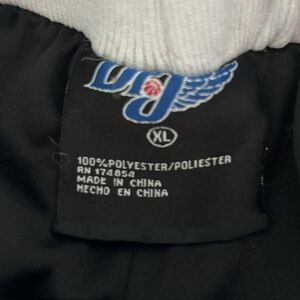 XL
100%POLYESTER/POLIESTER
RN 174854
MADE IN CHINA
HECHO EN CHINA